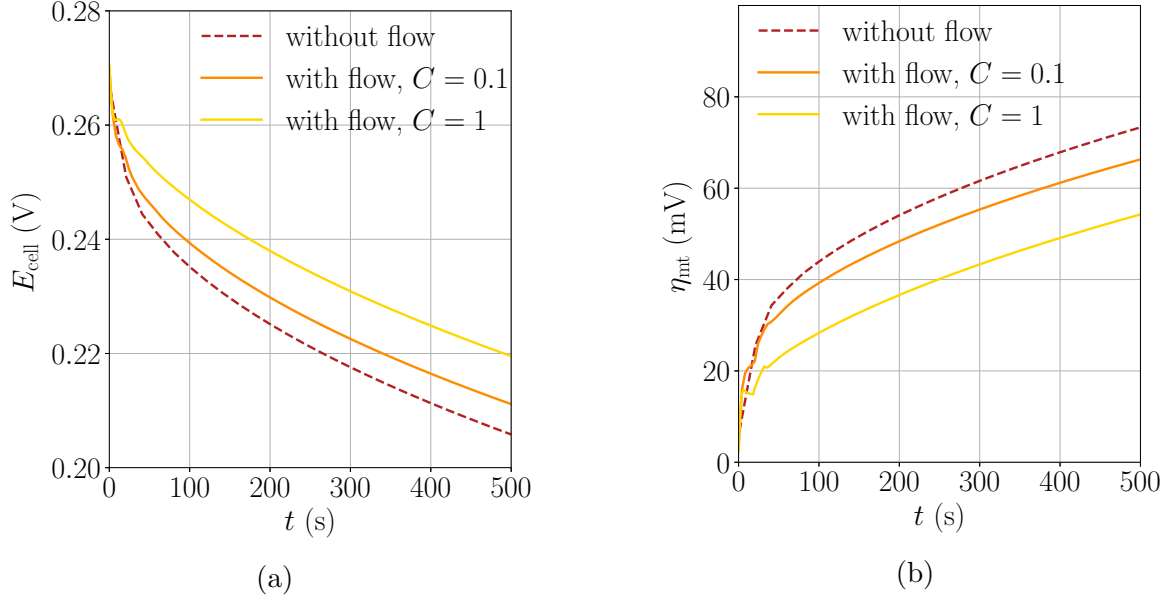 0.28
0.26
0.24
0.22
0.20
E_cell (V)
without flow
with flow, C = 0.1
with flow, C = 1
0 100 200 300 400 500
t (s)
(a)
80
60
40
20
0
η_mt (mV)
without flow
with flow, C = 0.1
with flow, C = 1
0 100 200 300 400 500
t (s)
(b)